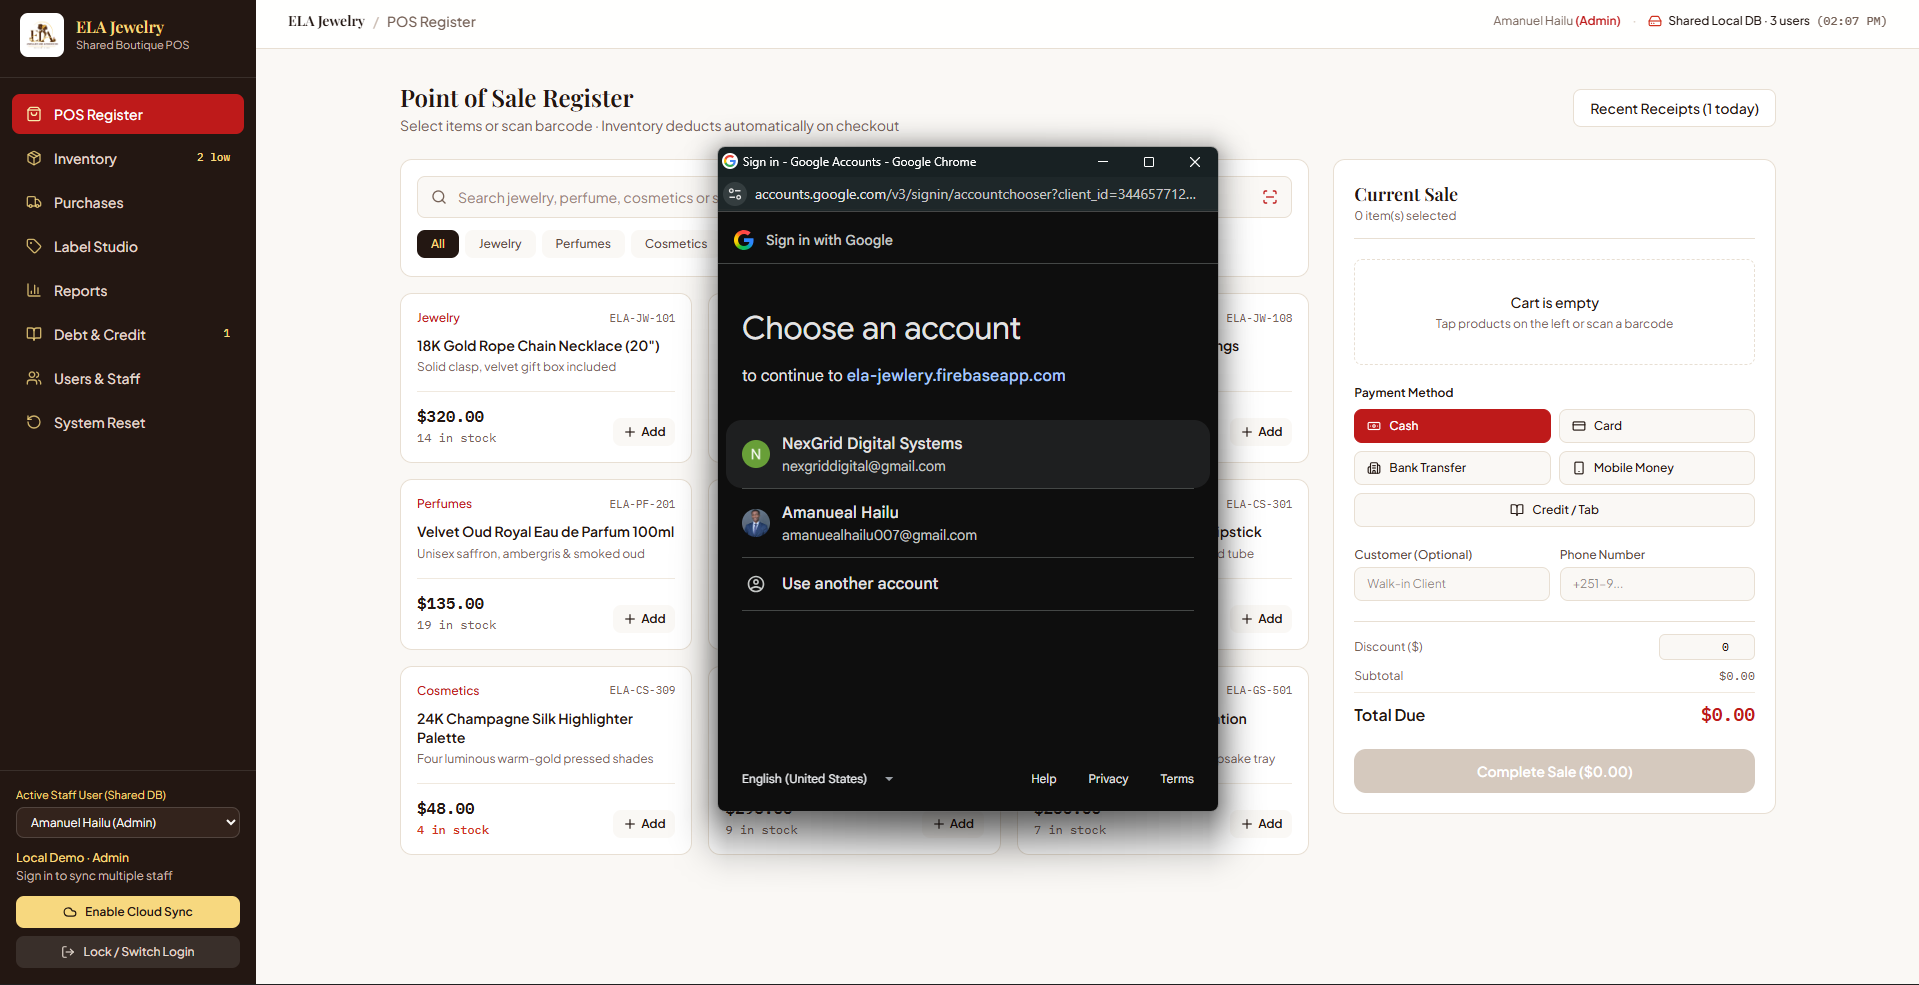 ELA Jewelry
Shared Boutique POS
POS Register
Inventory
2 low
Purchases
Label Studio
Reports
Debt & Credit
1
Users & Staff
System Reset
Active Staff User (Shared DB)
Amanuel Hailu (Admin)
Local Demo · Admin
Sign in to sync multiple staff
Enable Cloud Sync
Lock / Switch Login
ELA Jewelry / POS Register
Amanuel Hailu (Admin) · Shared Local DB · 3 users (02:07 PM)
Point of Sale Register
Select items or scan barcode · Inventory deducts automatically on checkout
Recent Receipts (1 today)
Search jewelry, perfume, cosmetics or s
All
Jewelry
Perfumes
Cosmetics
Jewelry
ELA-JW-101
18K Gold Rope Chain Necklace (20")
Solid clasp, velvet gift box included
$320.00
14 in stock
+ Add
ELA-JW-108
ngs
+ Add
Perfumes
ELA-PF-201
Velvet Oud Royal Eau de Parfum 100ml
Unisex saffron, ambergris & smoked oud
$135.00
19 in stock
+ Add
ELA-CS-301
ipstick
d tube
+ Add
Cosmetics
ELA-CS-309
24K Champagne Silk Highlighter
Palette
Four luminous warm-gold pressed shades
$48.00
4 in stock
+ Add
9 in stock
+ Add
ELA-GS-501
ation
psake tray
7 in stock
+ Add
Sign in - Google Accounts - Google Chrome
accounts.google.com/v3/signin/accountchooser?client_id=344657712...
Sign in with Google
Choose an account
to continue to ela-jewlery.firebaseapp.com
N
NexGrid Digital Systems
nexgriddigital@gmail.com
Amanueal Hailu
amanuealhailu007@gmail.com
Use another account
English (United States)
Help
Privacy
Terms
Current Sale
0 item(s) selected
Cart is empty
Tap products on the left or scan a barcode
Payment Method
Cash
Card
Bank Transfer
Mobile Money
Credit / Tab
Customer (Optional)
Phone Number
Walk-in Client
+251-9...
Discount ($)
0
Subtotal
$0.00
Total Due
$0.00
Complete Sale ($0.00)